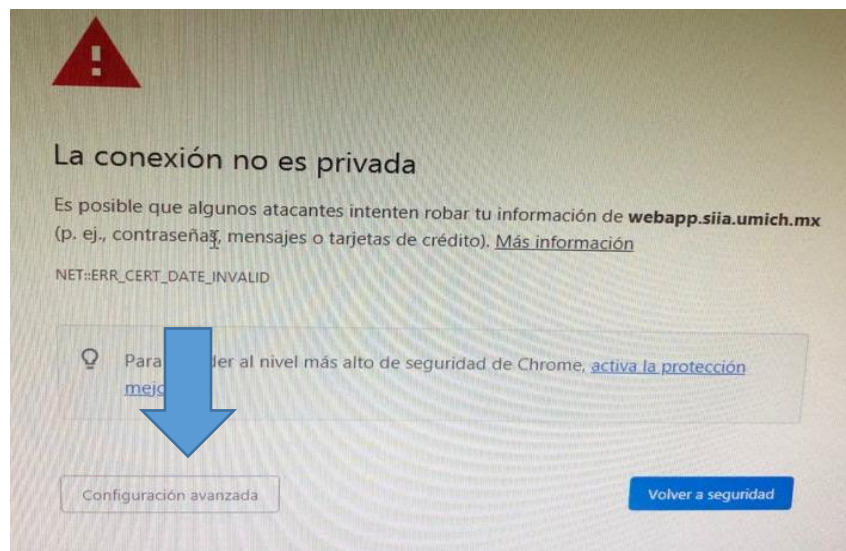 La conexión no es privada
Es posible que algunos atacantes intenten robar tu información de webapp.siia.umich.mx
(p. ej., contraseñas, mensajes o tarjetas de crédito). Más información
NET::ERR_CERT_DATE_INVALID
Para der al nivel más alto de seguridad de Chrome, activa la protección
mejo
Configuración avanzada
Volver a seguridad